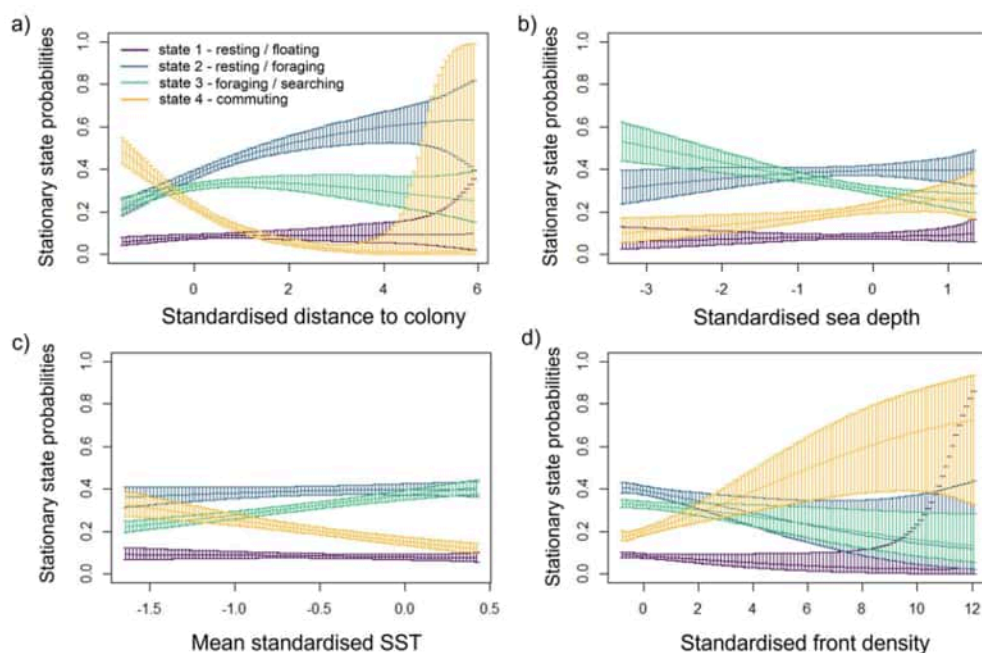 a)
state 1 - resting / floating
state 2 - resting / foraging
state 3 - foraging / searching
state 4 - commuting
Stationary state probabilities
0.0 0.2 0.4 0.6 0.8 1.0
0 2 4 6
Standardised distance to colony
b)
Stationary state probabilities
0.0 0.2 0.4 0.6 0.8 1.0
-3 -2 -1 0 1
Standardised sea depth
c)
Stationary state probabilities
0.0 0.2 0.4 0.6 0.8 1.0
-1.5 -1.0 -0.5 0.0 0.5
Mean standardised SST
d)
Stationary state probabilities
0.0 0.2 0.4 0.6 0.8 1.0
0 2 4 6 8 10 12
Standardised front density